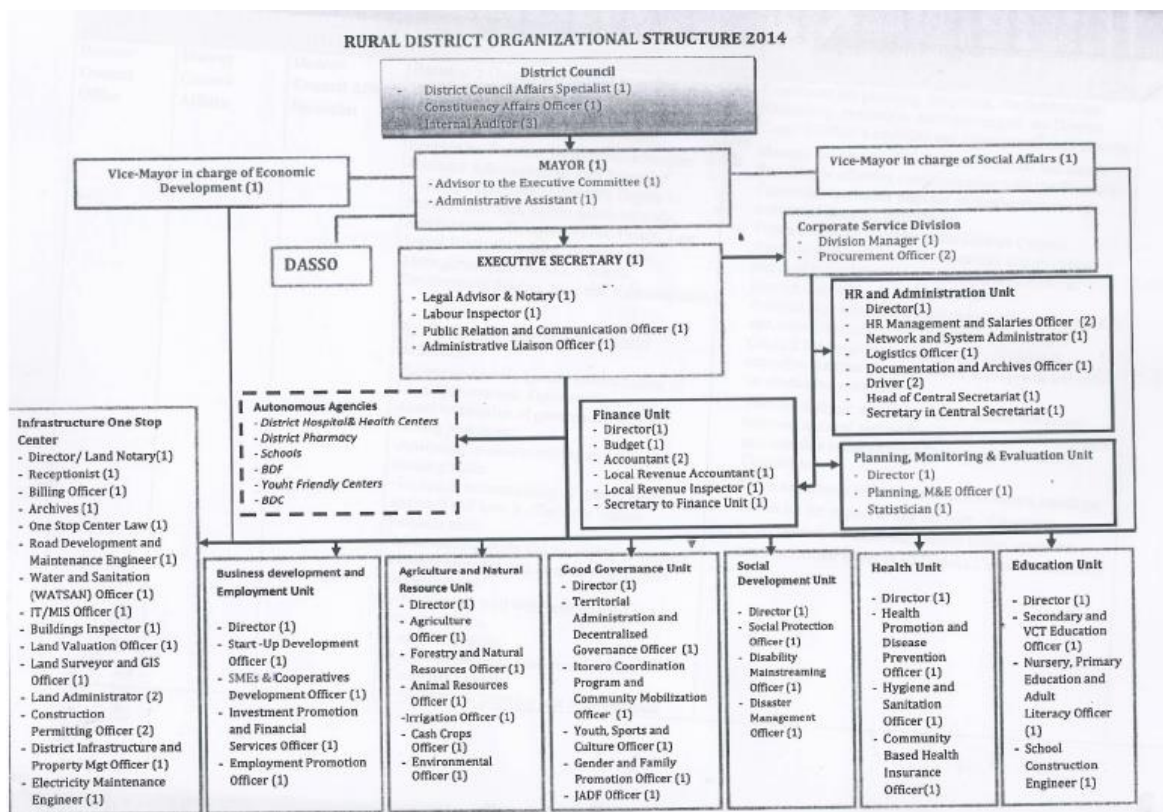 RURAL DISTRICT ORGANIZATIONAL STRUCTURE 2014
District Council
- District Council Affairs Specialist (1)
- Constituency Affairs Officer (1)
- Internal Auditor (3)
Vice-Mayor in charge of Economic
Development (1)
MAYOR (1)
- Advisor to the Executive Committee (1)
- Administrative Assistant (1)
Vice-Mayor in charge of Social Affairs (1)
DASSO
EXECUTIVE SECRETARY (1)
- Legal Advisor & Notary (1)
- Labour Inspector (1)
- Public Relation and Communication Officer (1)
- Administrative Liaison Officer (1)
Corporate Service Division
- Division Manager (1)
- Procurement Officer (2)
HR and Administration Unit
- Director(1)
- HR Management and Salaries Officer (2)
- Network and System Administrator (1)
- Logistics Officer (1)
- Documentation and Archives Officer (1)
- Driver (2)
- Head of Central Secretariat (1)
- Secretary in Central Secretariat (1)
Autonomous Agencies
- District Hospital& Health Centers
- District Pharmacy
- Schools
- BDF
- Youht Friendly Centers
- BDC
Finance Unit
- Director(1)
- Budget (1)
- Accountant (2)
- Local Revenue Accountant (1)
- Local Revenue Inspector (1)
- Secretary to Finance Unit (1)
Planning, Monitoring & Evaluation Unit
- Director (1)
- Planning, M&E Officer (1)
- Statistician (1)
Infrastructure One Stop
Center
- Director/ Land Notary(1)
- Receptionist (1)
- Billing Officer (1)
- Archives (1)
- One Stop Center Law (1)
- Road Development and
Maintenance Engineer (1)
- Water and Sanitation
(WATSAN) Officer (1)
- IT/MIS Officer (1)
- Buildings Inspector (1)
- Land Valuation Officer (1)
- Land Surveyor and GIS
Officer (1)
- Land Administrator (2)
- Construction
Permitting Officer (2)
- District Infrastructure and
Property Mgt Officer (1)
- Electricity Maintenance
Engineer (1)
Business development and
Employment Unit
- Director (1)
- Start-Up Development
Officer (1)
- SMEs & Cooperatives
Development Officer (1)
- Investment Promotion
and Financial
Services Officer (1)
- Employment Promotion
Officer (1)
Agriculture and Natural
Resource Unit
- Director (1)
- Agriculture
Officer (1)
- Forestry and Natural
Resources Officer (1)
- Animal Resources
Officer (1)
-Irrigation Officer (1)
- Cash Crops
Officer (1)
- Environmental
Officer (1)
Good Governance Unit
- Director (1)
- Territorial
Administration and
Decentralised
Governance Officer (1)
- Itorero Coordination
Program and
Community Mobilization
Officer (1)
- Youth, Sports and
Culture Officer (1)
- Gender and Family
Promotion Officer (1)
- JADF Officer (1)
Social
Development Unit
- Director (1)
- Social Protection
Officer (1)
- Disability
Mainstreaming
Officer (1)
- Disaster
Management
Officer (1)
Health Unit
- Director (1)
- Health
Promotion and
Disease
Prevention
Officer (1)
- Hygiene and
Sanitation
Officer (1)
- Community
Based Health
Insurance
Officer(1)
Education Unit
- Director (1)
- Secondary and
VCT Education
Officer (1)
- Nursery, Primary
Education and
Adult
Literacy Officer
(1)
- School
Construction
Engineer (1)